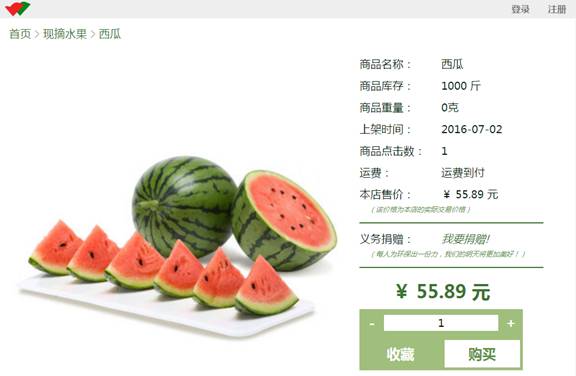 登录 注册
首页 > 现摘水果 > 西瓜
商品名称： 西瓜
商品库存： 1000 斤
商品重量： 0克
上架时间： 2016-07-02
商品点击数： 1
运费： 运费到付
本店售价： ¥ 55.89 元
（该价格为本店的实际交易价格）
义务捐赠： 我要捐赠!
（每人为环保出一份力，我们的明天将更加美好！）
¥ 55.89 元
- 1 +
收藏 购买